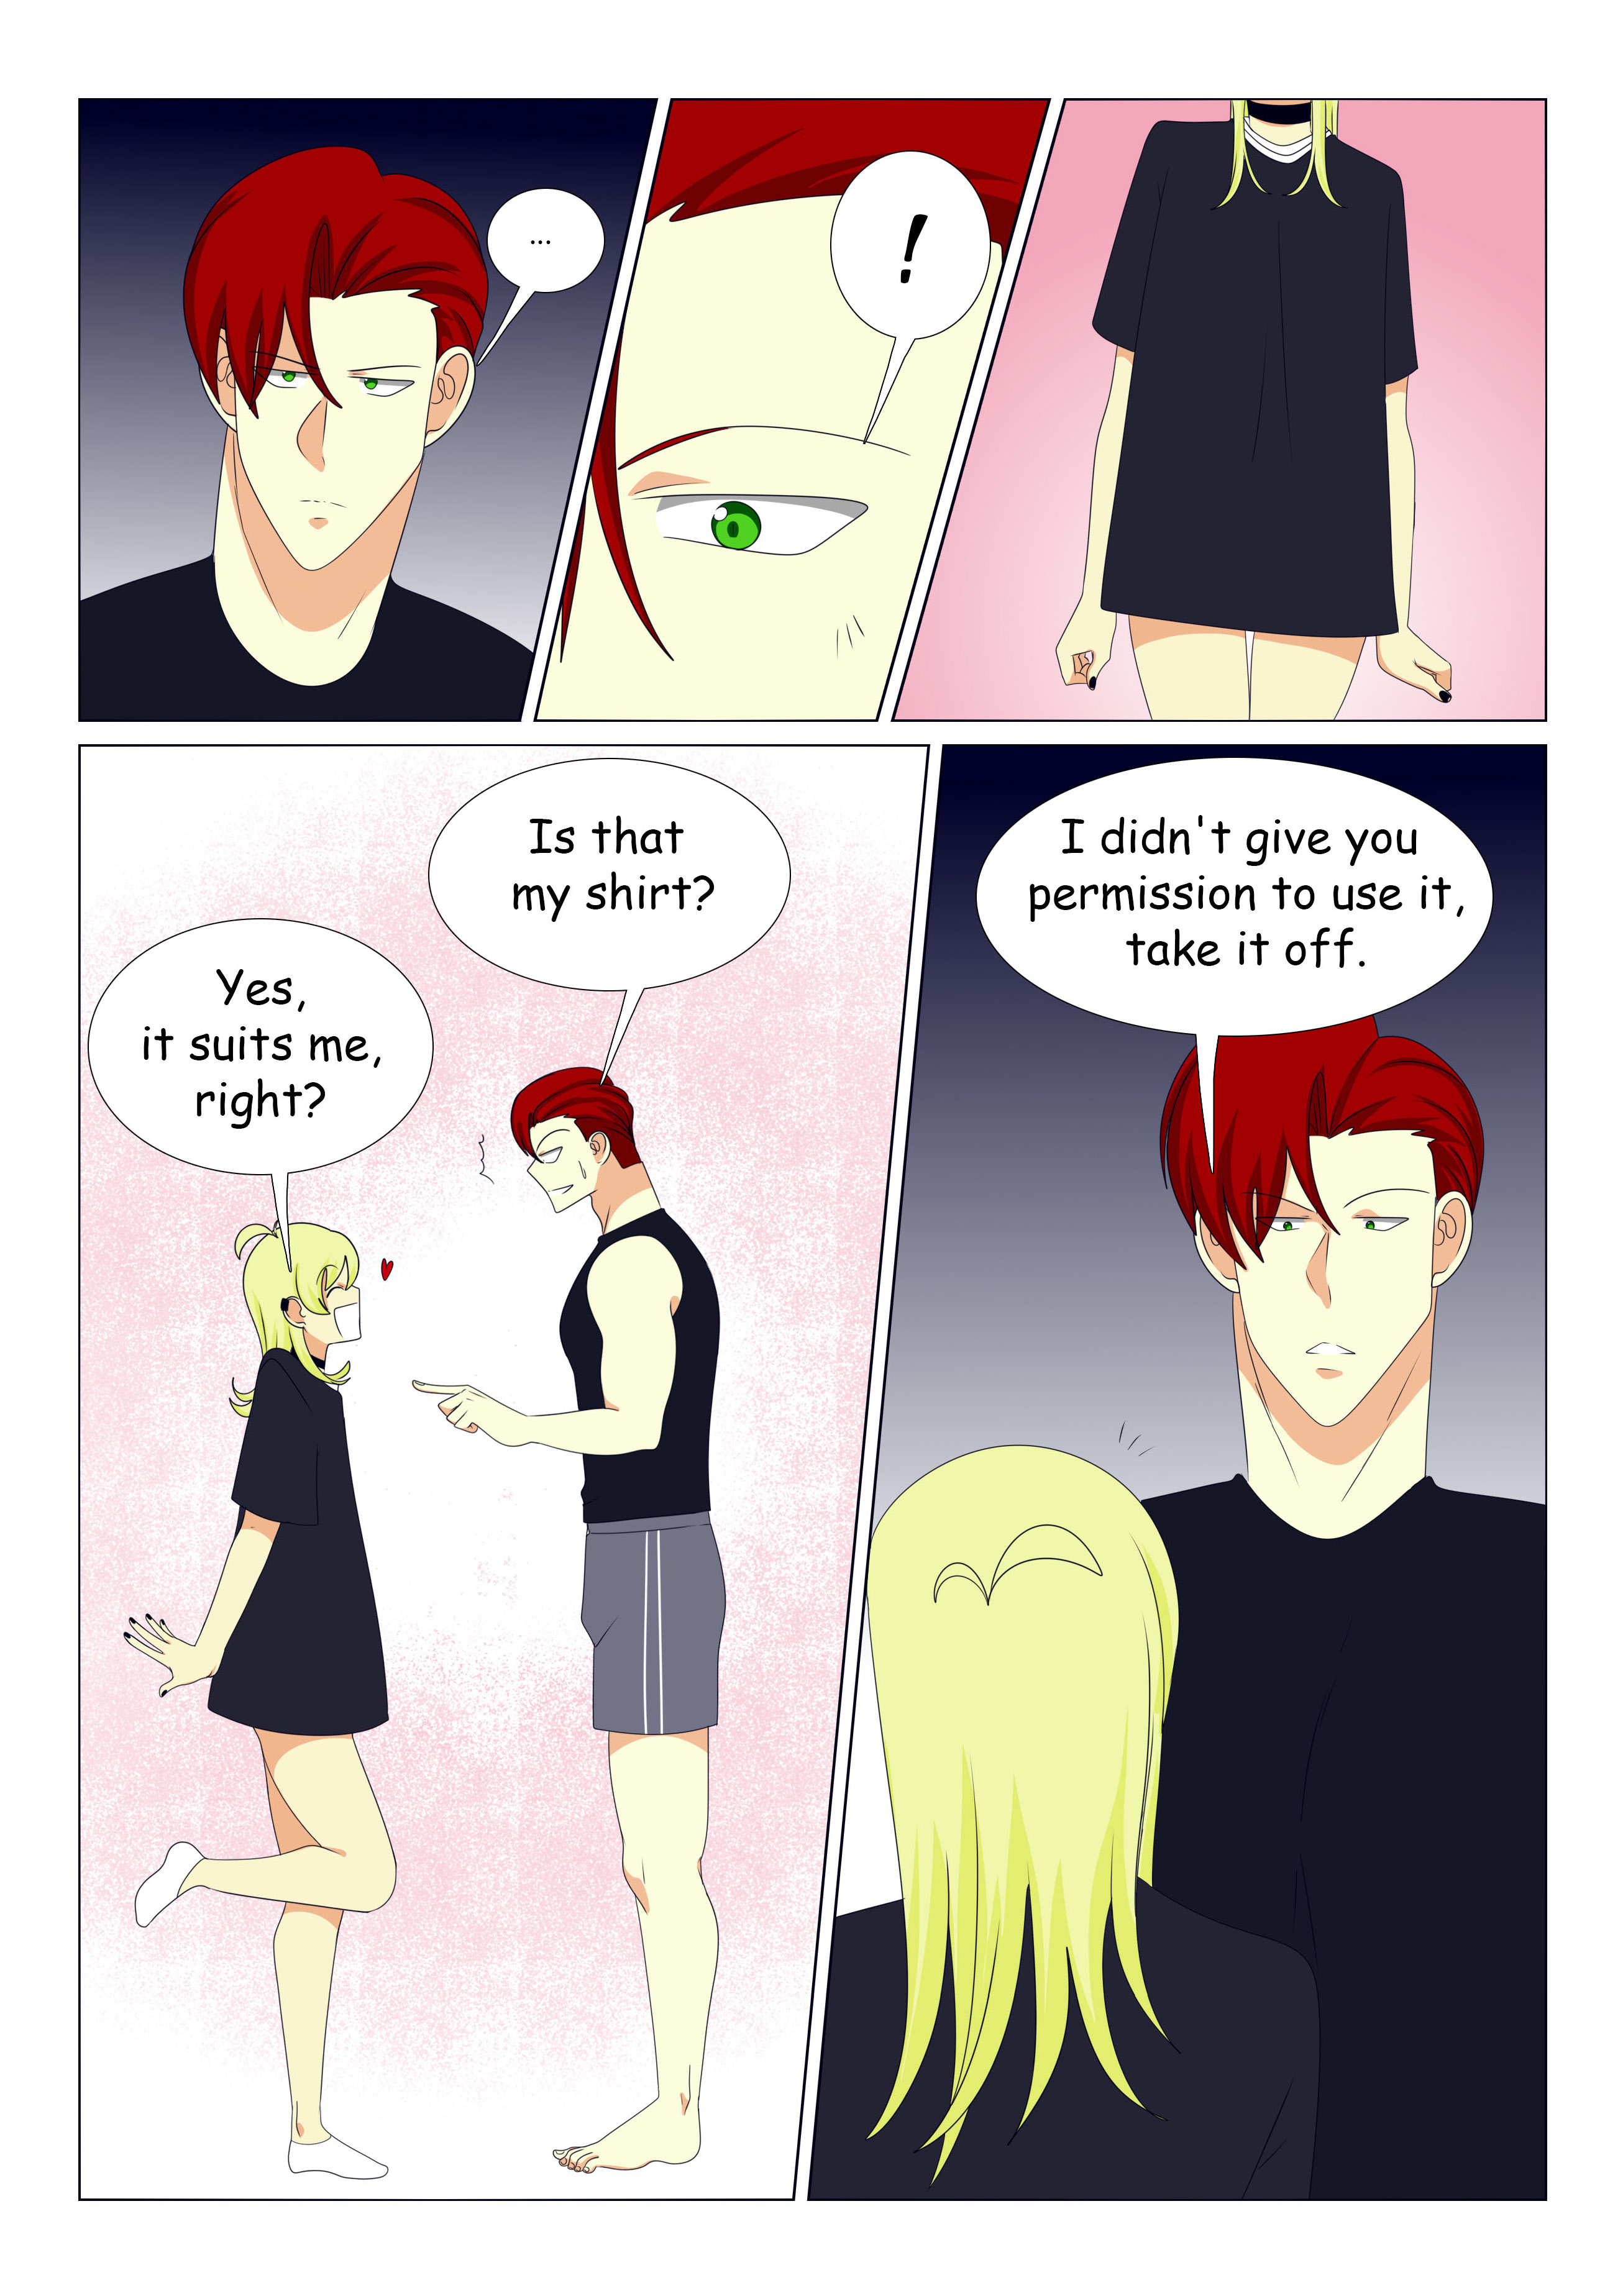 ...
!
Is that
my shirt?
Yes,
it suits me,
right?
I didn't give you
permission to use it,
take it off.